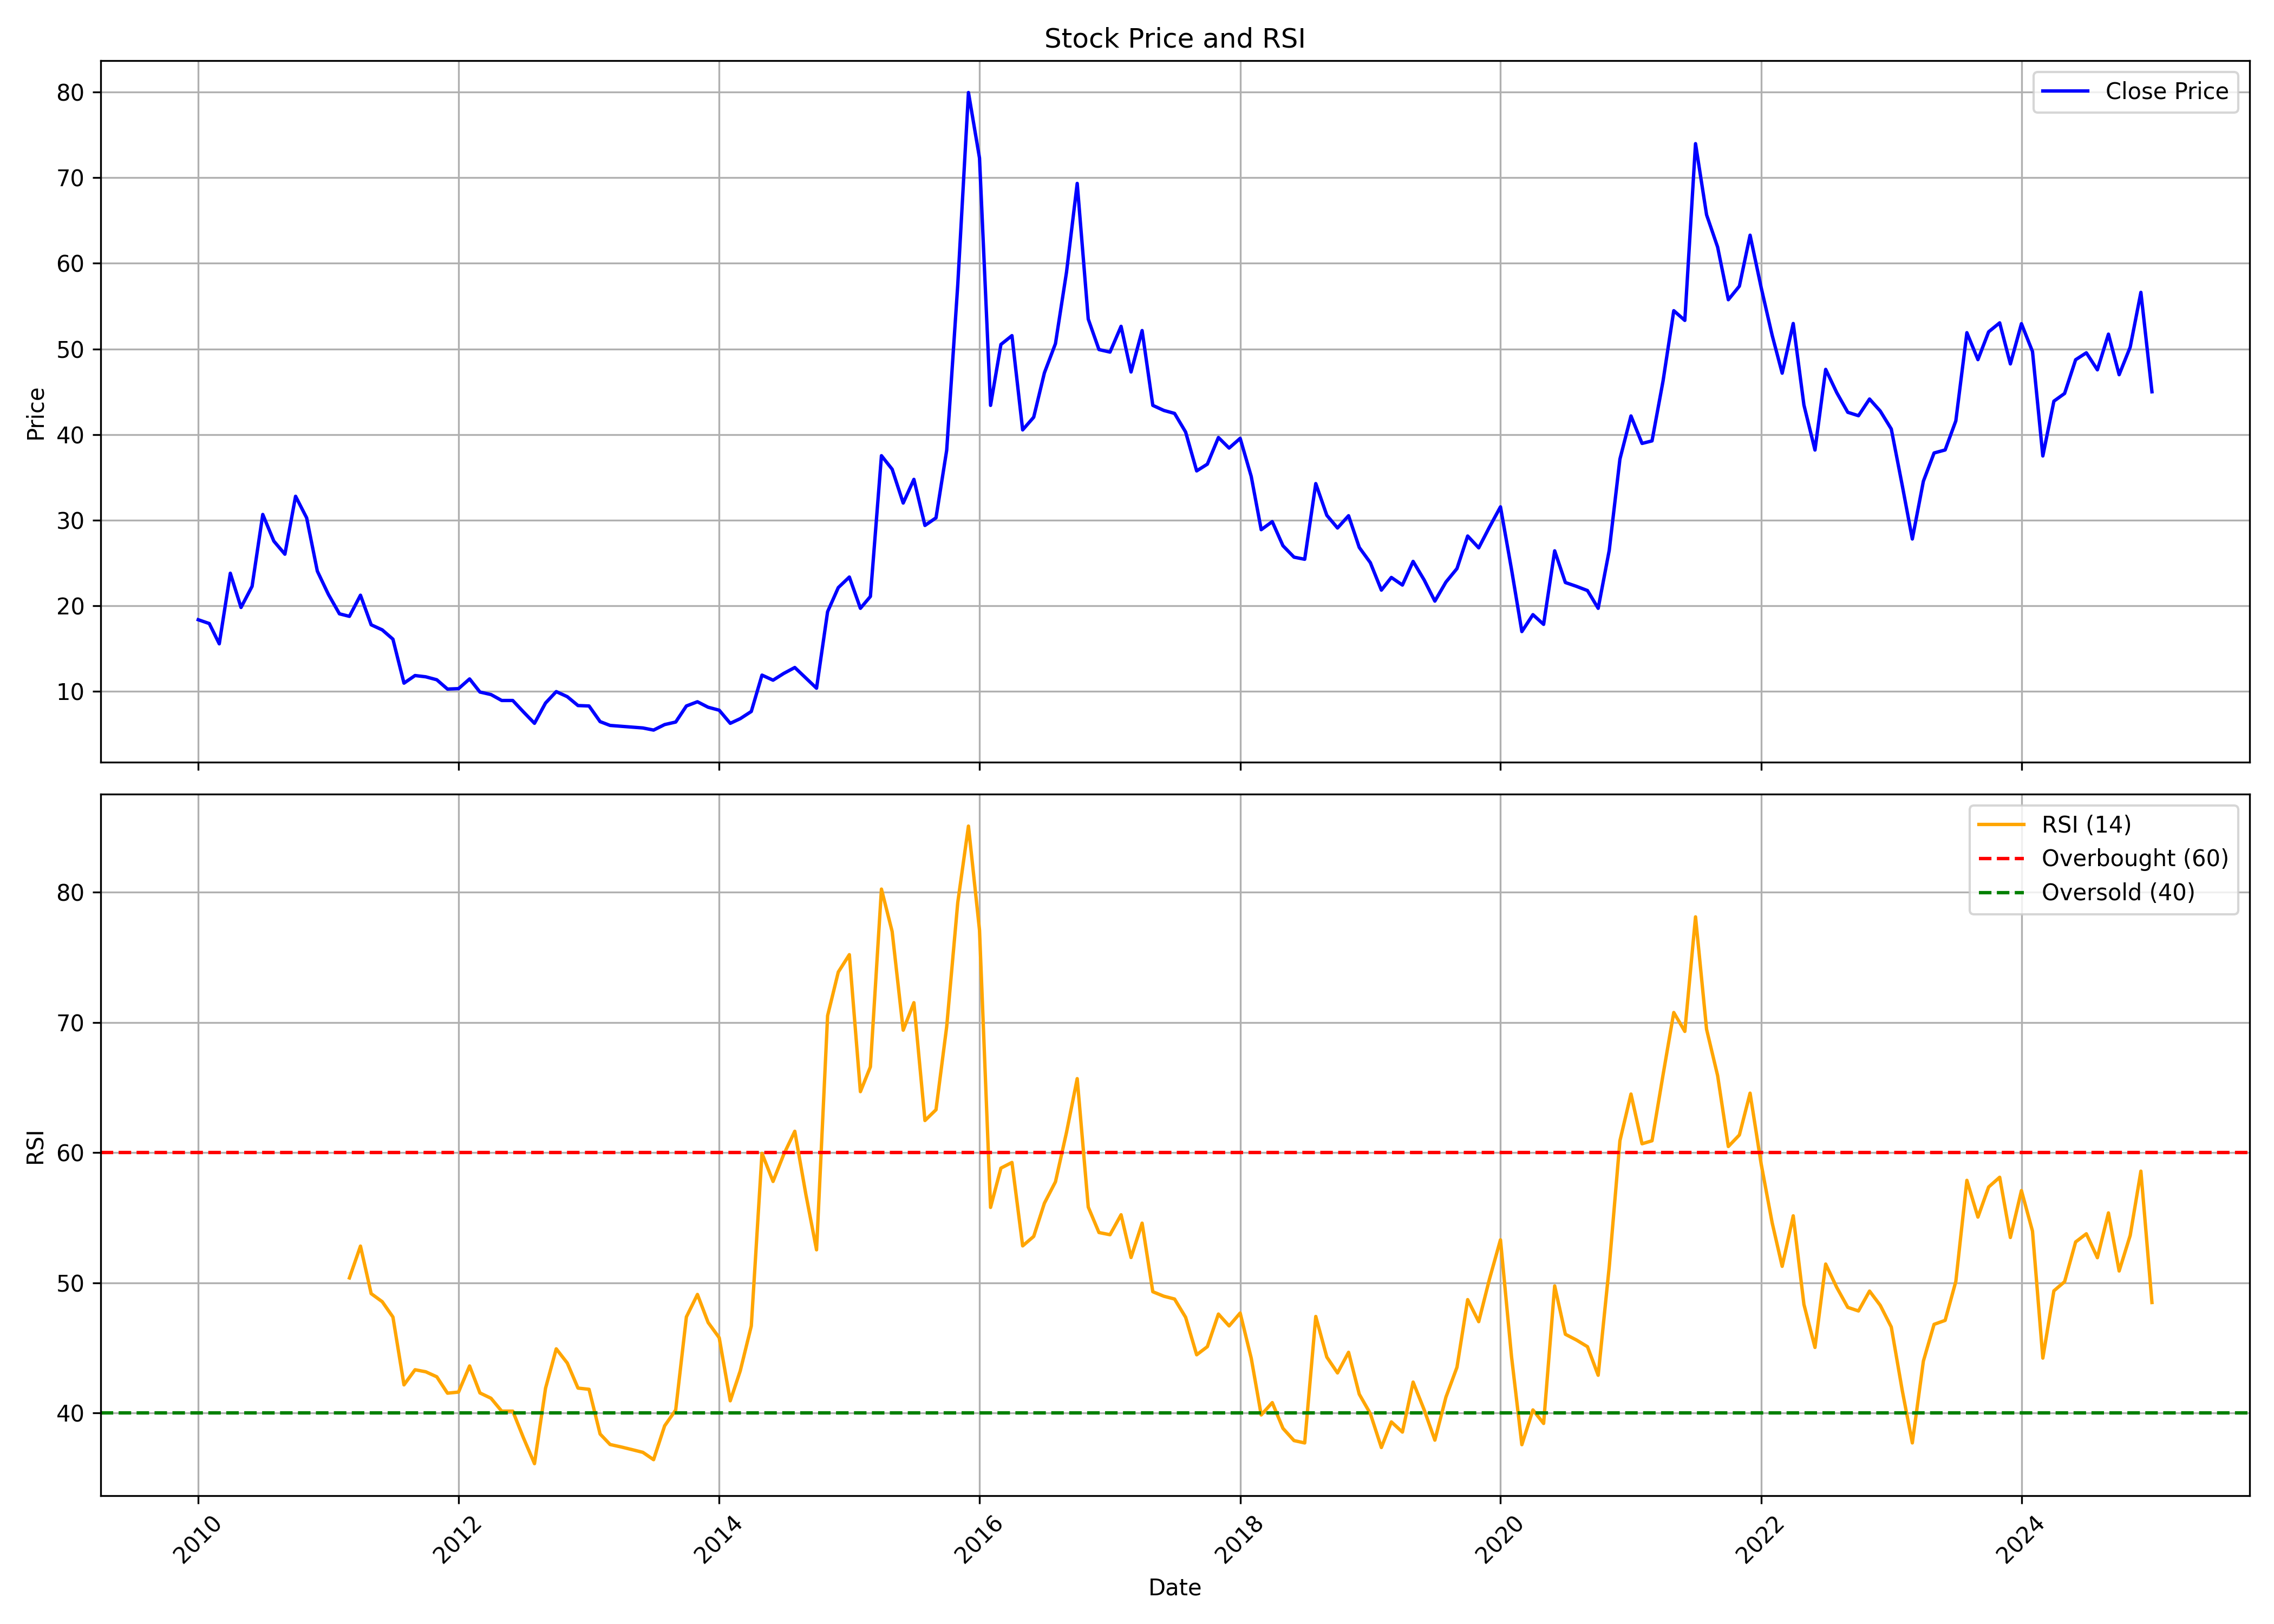 Stock Price and RSI
Close Price
80
70
60
50
40
30
20
10
Price
RSI (14)
Overbought (60)
Oversold (40)
80
70
60
50
40
RSI
2010
2012
2014
2016
2018
2020
2022
2024
Date